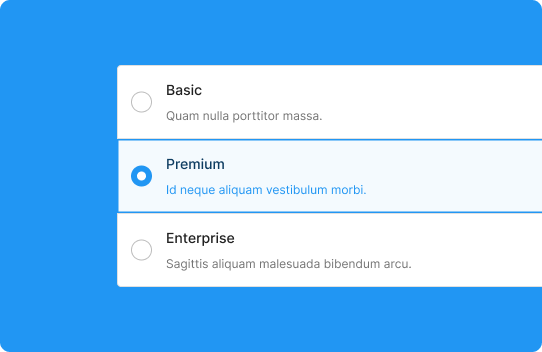 Basic
Quam nulla porttitor massa.
Premium
Id neque aliquam vestibulum morbi.
Enterprise
Sagittis aliquam malesuada bibendum arcu.